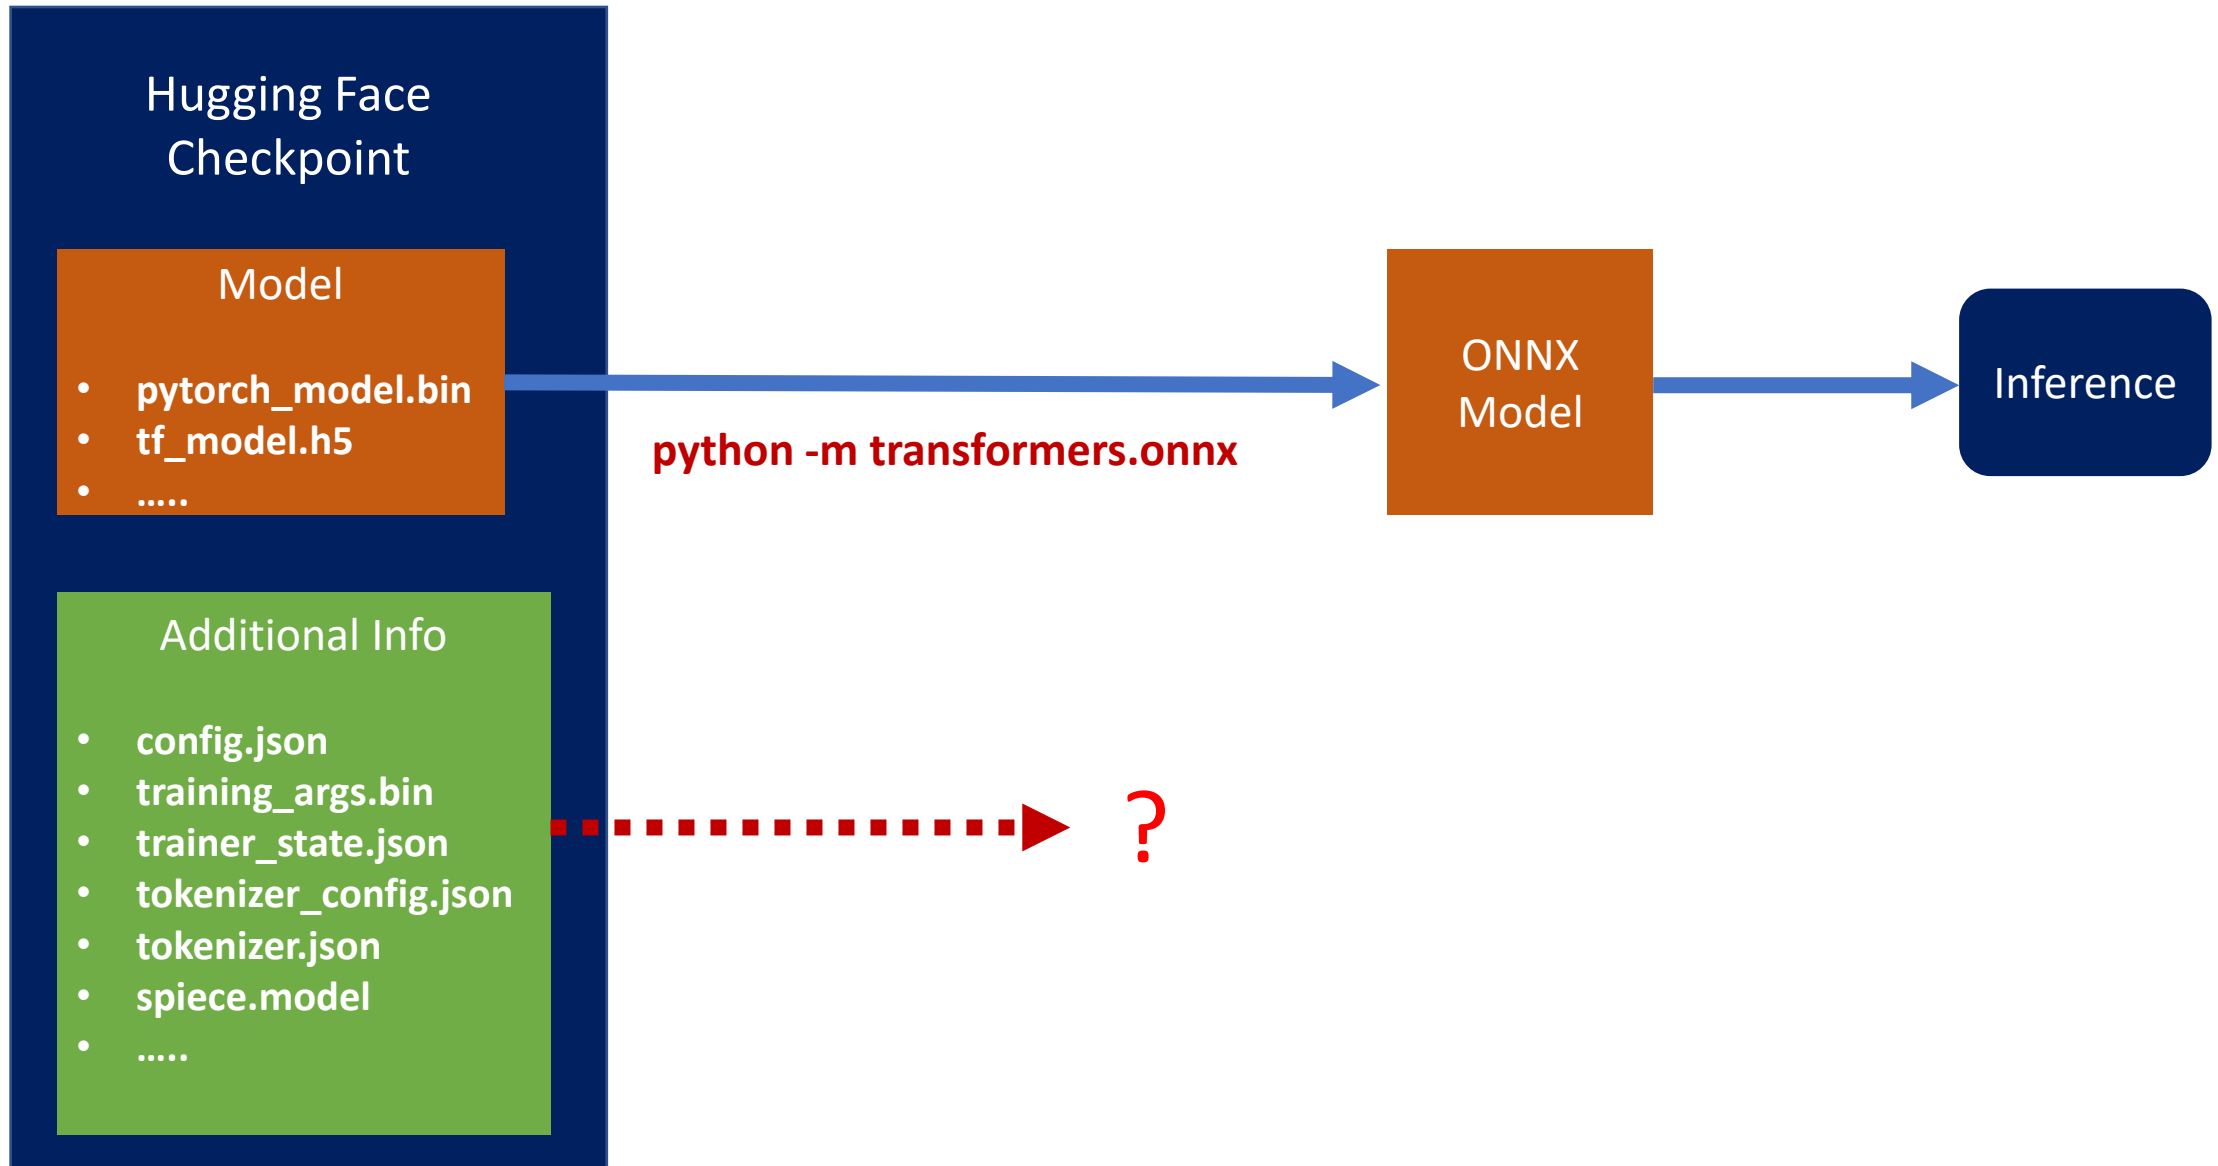 Hugging Face
Checkpoint
Model
• pytorch_model.bin
• tf_model.h5
• …..
python -m transformers.onnx
ONNX
Model
Inference
Additional Info
• config.json
• training_args.bin
• trainer_state.json
• tokenizer_config.json
• tokenizer.json
• spiece.model
• …..
?